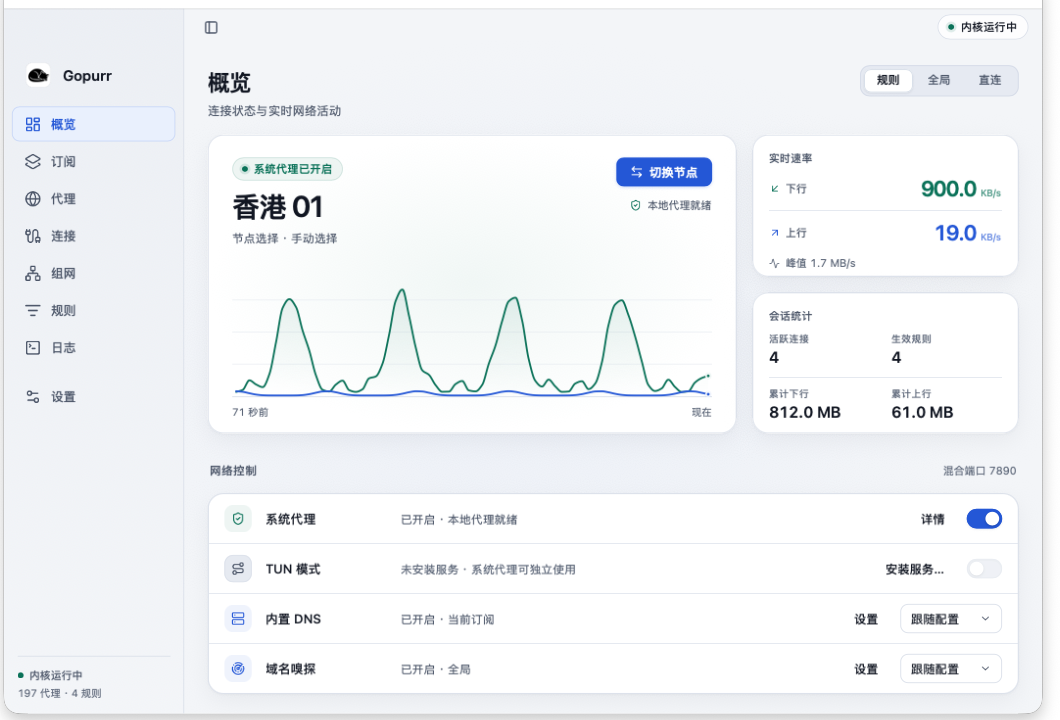 内核运行中
Gopurr
概览
订阅
代理
连接
组网
规则
日志
设置
内核运行中
197 代理 · 4 规则
概览
连接状态与实时网络活动
规则 全局 直连
系统代理已开启
切换节点
香港 01
本地代理就绪
节点选择 · 手动选择
71 秒前
现在
实时速率
下行 900.0 KB/s
上行 19.0 KB/s
峰值 1.7 MB/s
会话统计
活跃连接 生效规则
4 4
累计下行 累计上行
812.0 MB 61.0 MB
网络控制 混合端口 7890
系统代理 已开启 · 本地代理就绪 详情
TUN 模式 未安装服务 · 系统代理可独立使用 安装服务...
内置 DNS 已开启 · 当前订阅 设置 跟随配置
域名嗅探 已开启 · 全局 设置 跟随配置